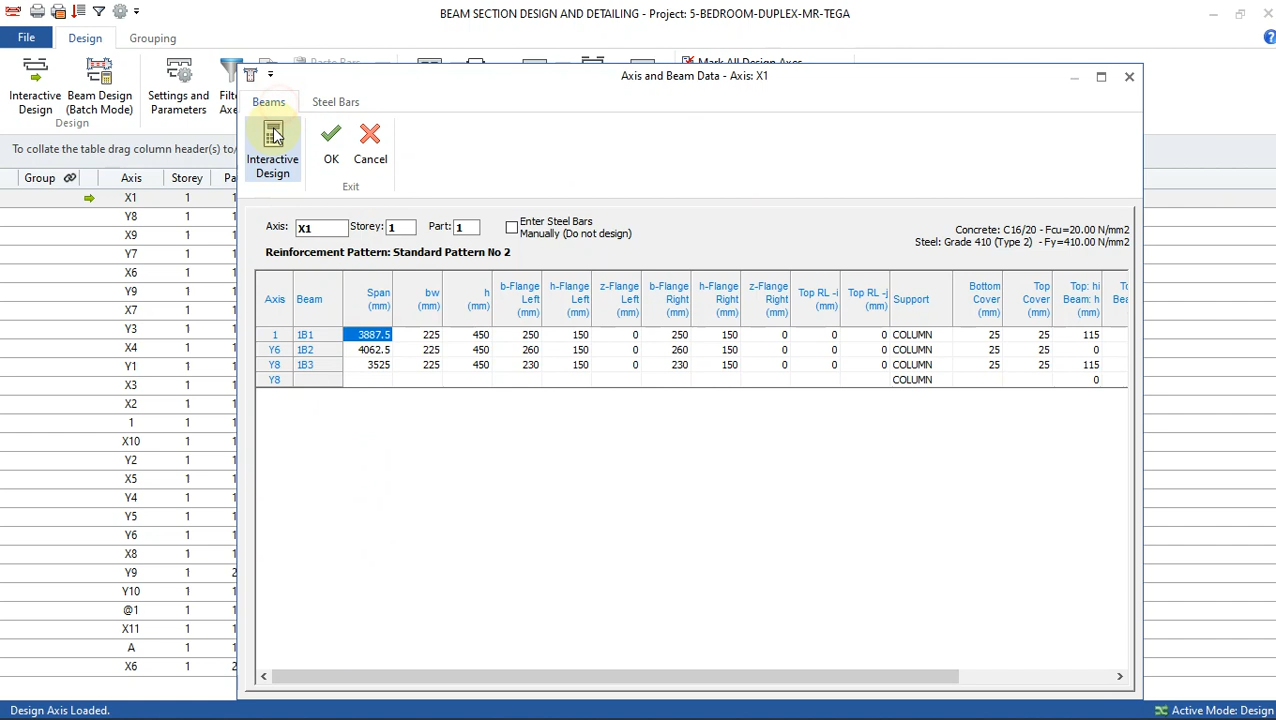 BEAM SECTION DESIGN AND DETAILING - Project: 5-BEDROOM-DUPLEX-MR-TEGA
File Design Grouping
Interactive Design
Beam Design (Batch Mode)
Settings and Parameters
Design
To collate the table drag column header(s) to/
Group Axis Storey Pa
X1 1 1
Y8 1
X9 1
Y7 1
X6 1
Y9 1
X7 1
Y3 1
X4 1
Y1 1
X3 1
X2 1
1 1
X10 1
Y2 1
X5 1
Y4 1
Y5 1
Y6 1
X8 1
Y9 1 2
Y10 1
@1 1
X11 1
A 1
X6 1 2
Axis and Beam Data - Axis: X1
Beams Steel Bars
Interactive Design
OK
Cancel
Exit
Axis: X1 Storey: 1 Part: 1
Enter Steel Bars
Manually (Do not design)
Concrete: C16/20 - Fcu=20.00 N/mm2
Steel: Grade 410 (Type 2) - Fy=410.00 N/mm2
Reinforcement Pattern: Standard Pattern No 2
Axis Beam Span (mm) bw (mm) h (mm) b-Flange Left (mm) h-Flange Left (mm) z-Flange Left (mm) b-Flange Right (mm) h-Flange Right (mm) z-Flange Right (mm) Top RL -i (mm) Top RL -j (mm) Support Bottom Cover (mm) Top Cover (mm) Top: hi Beam: h (mm)
1 1B1 3887.5 225 450 250 150 0 250 150 0 0 0 COLUMN 25 25 115
Y6 1B2 4062.5 225 450 260 150 0 260 150 0 0 0 COLUMN 25 25 0
Y8 1B3 3525 225 450 230 150 0 230 150 0 0 0 COLUMN 25 25 115
Y8 COLUMN 0
Design Axis Loaded.
Active Mode: Design